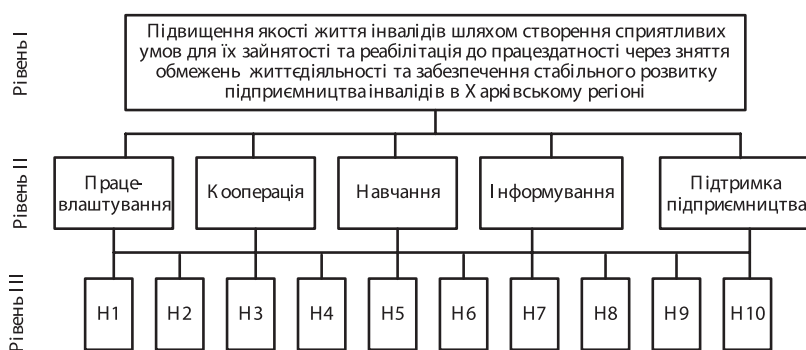 Рівень I
Підвищення якості життя інвалідів шляхом створення сприятливих
умов для їх зайнятості та реабілітація до працездатності через зняття
обмежень життєдіяльності та забезпечення стабільного розвитку
підприємництва інвалідів в Харківському регіоні
Рівень II
Праце-
влаштування
Кооперація
Навчання
Інформування
Підтримка
підприємництва
Рівень III
Н1
Н2
Н3
Н4
Н5
Н6
Н7
Н8
Н9
Н10